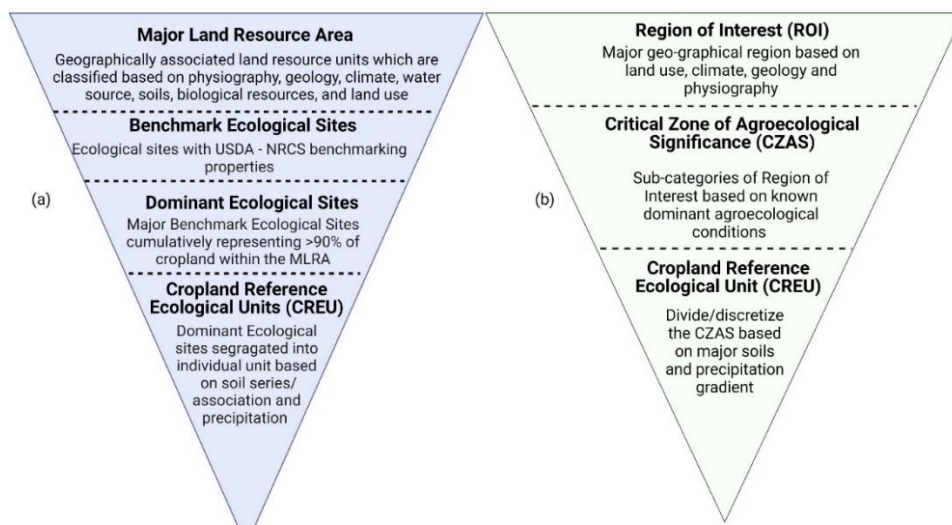 Major Land Resource Area
Geographically associated land resource units which are
classified based on physiography, geology, climate, water
source, soils, biological resources, and land use
Benchmark Ecological Sites
Ecological sites with USDA - NRCS benchmarking
properties
(a)
Dominant Ecological Sites
Major Benchmark Ecological Sites
cumulatively representing >90% of
cropland within the MLRA
Cropland Reference
Ecological Units (CREU)
Dominant Ecological
sites segregated into
individual unit based
on soil series/
association and
precipitation
Region of Interest (ROI)
Major geo-graphical region based on
land use, climate, geology and
physiography
Critical Zone of Agroecological
Significance (CZAS)
Sub-categories of Region of
Interest based on known
dominant agroecological
conditions
(b)
Cropland Reference
Ecological Unit (CREU)
Divide/discretize
the CZAS based
on major soils
and precipitation
gradient